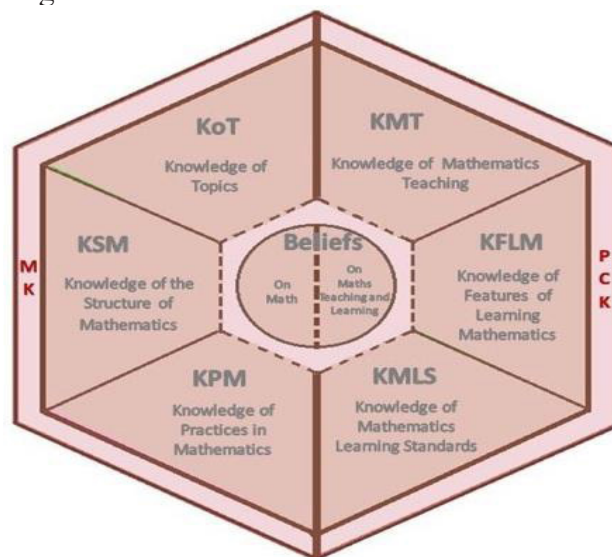 KoT
Knowledge of
Topics
KMT
Knowledge of Mathematics
Teaching
KSM
Knowledge of the
Structure of
Mathematics
MK
Beliefs
On
Math
On
Maths
Teaching and
Learning
KFLM
Knowledge of
Features of
Learning
Mathematics
PCK
KPM
Knowledge of
Practices in
Mathematics
KMLS
Knowledge of
Mathematics
Learning Standards